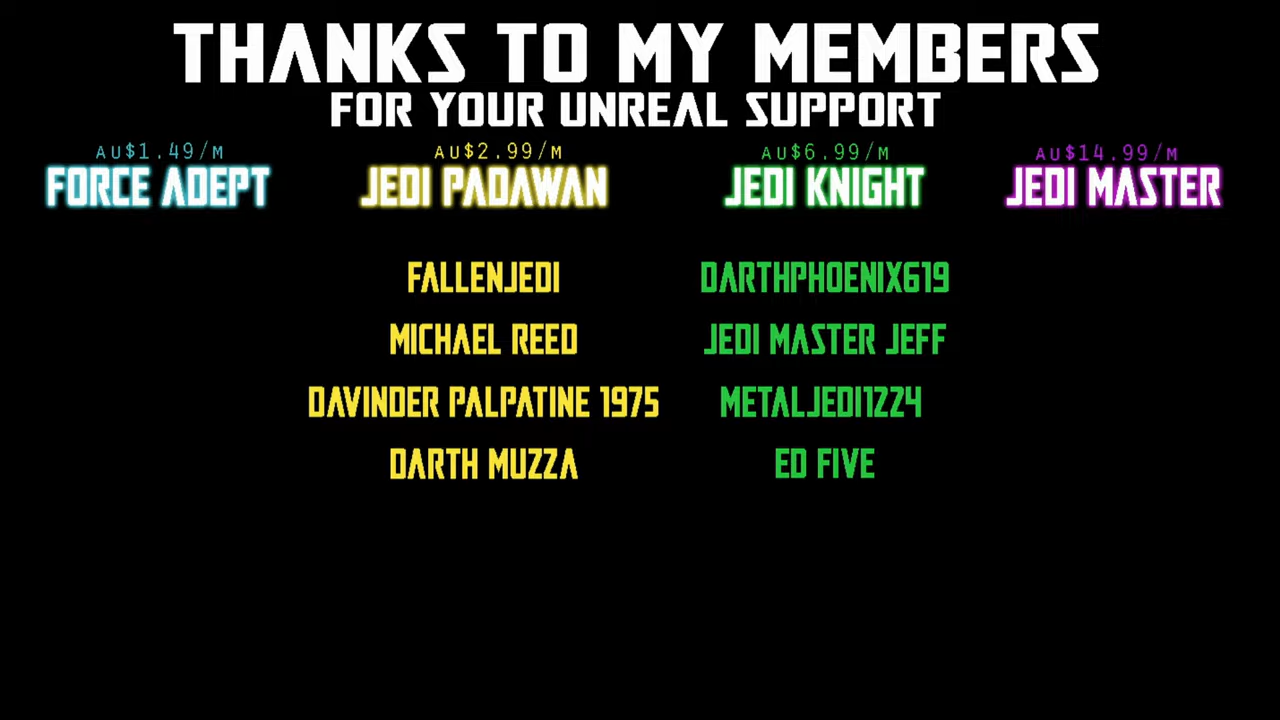 THANKS TO MY MEMBERS
FOR YOUR UNREAL SUPPORT
AU$1.49/M AU$2.99/M AU$6.99/M AU$14.99/M
FORCE ADEPT JEDI PADAWAN JEDI KNIGHT JEDI MASTER
FALLENJEDI DARTHPHOENIX619
MICHAEL REED JEDI MASTER JEFF
DAVINDER PALPATINE 1975 METALJEDI1224
DARTH MUZZA ED FIVE